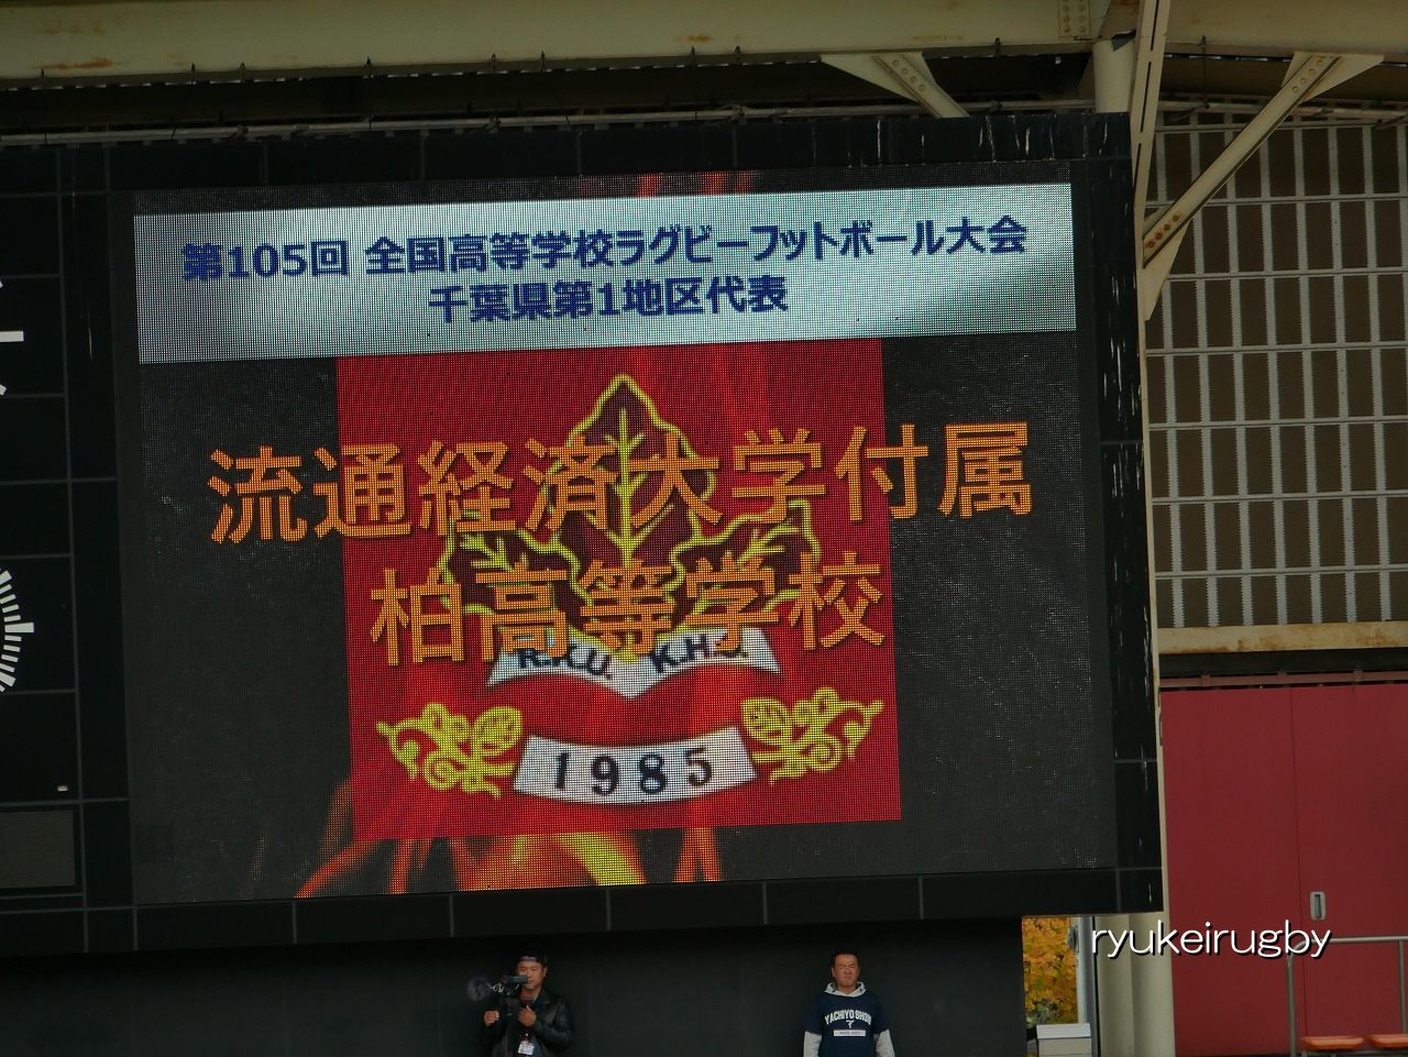 第105回 全国高等学校ラグビーフットボール大会
千葉県第1地区代表
流通経済大学付属
柏高等学校
R.K.U. K.H.S.
1985
ryukeirugby
YACHIYO SHOIN